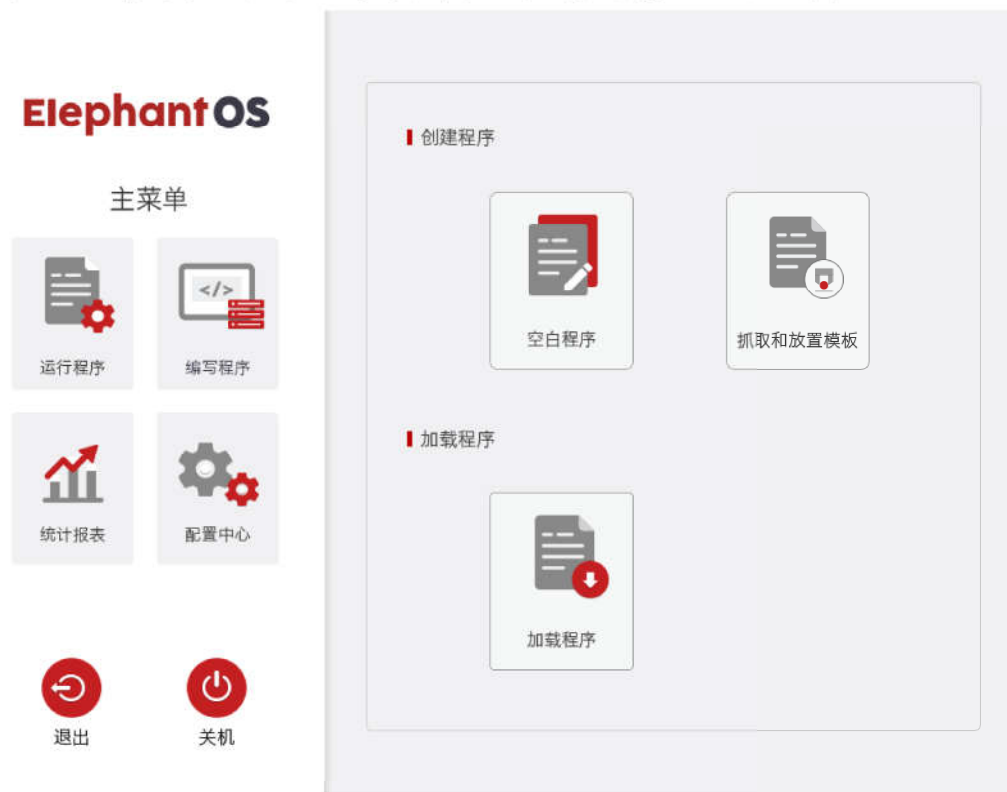 Elephant OS
主菜单
运行程序
编写程序
统计报表
配置中心
退出
关机
创建程序
空白程序
抓取和放置模板
加载程序
加载程序